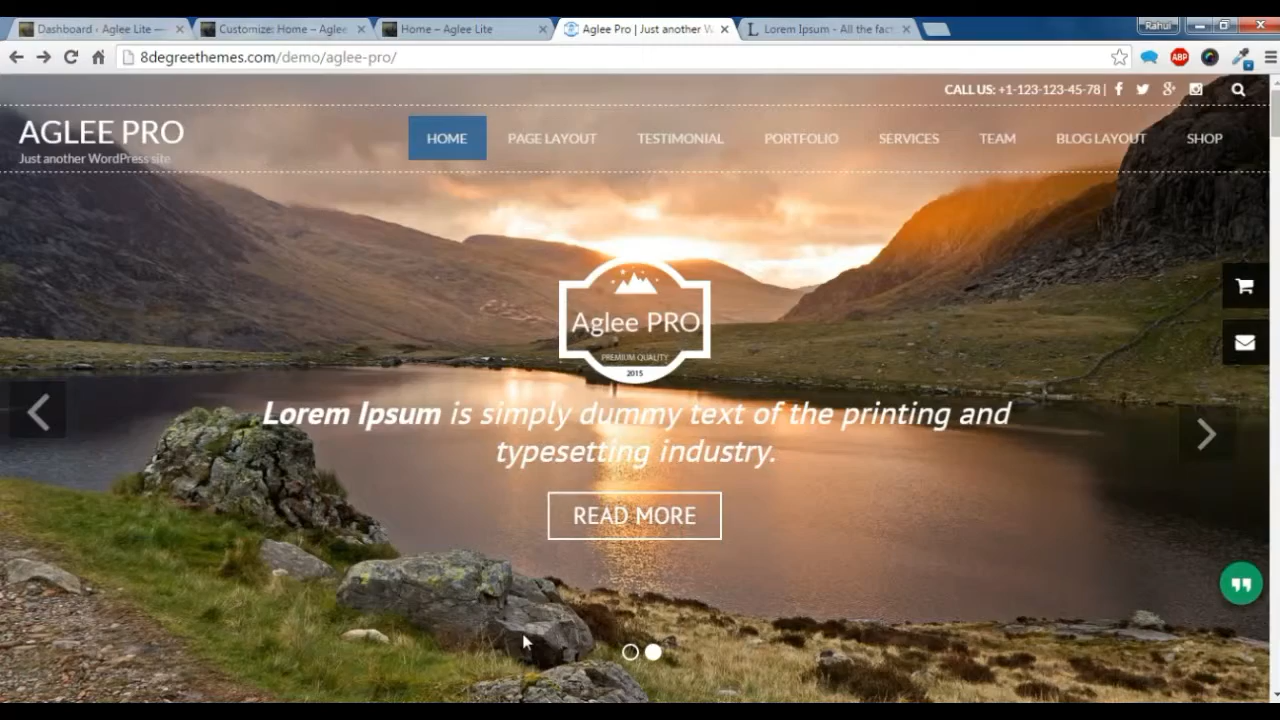 Dashboard ‹ Aglee Lite —
Customize: Home – Aglee
Home – Aglee Lite
Aglee Pro | Just another W
Lorem Ipsum - All the fact
Rahul
8degreethemes.com/demo/aglee-pro/
ABP
CALL US: +1-123-123-45-78 |
AGLEE PRO
Just another WordPress site
HOME
PAGE LAYOUT
TESTIMONIAL
PORTFOLIO
SERVICES
TEAM
BLOG LAYOUT
SHOP
Aglee PRO
PREMIUM QUALITY
2015
Lorem Ipsum is simply dummy text of the printing and
typesetting industry.
READ MORE